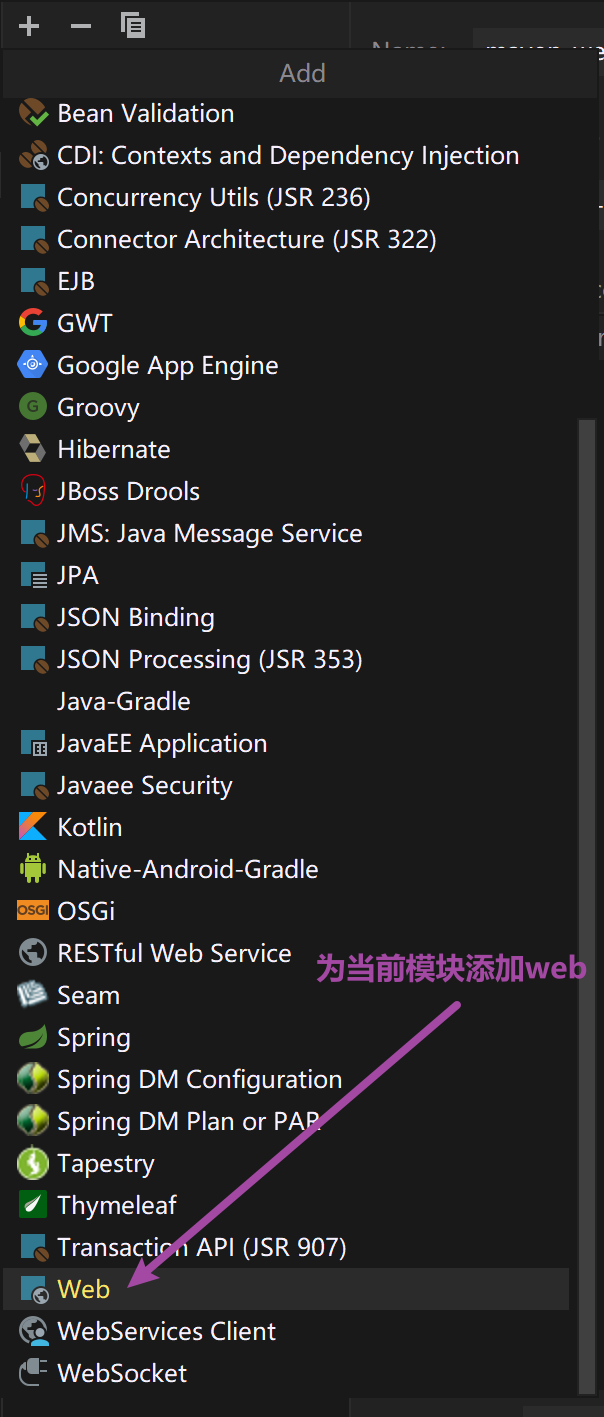 Add
Bean Validation
CDI: Contexts and Dependency Injection
Concurrency Utils (JSR 236)
Connector Architecture (JSR 322)
EJB
GWT
Google App Engine
Groovy
Hibernate
JBoss Drools
JMS: Java Message Service
JPA
JSON Binding
JSON Processing (JSR 353)
Java-Gradle
JavaEE Application
Javaee Security
Kotlin
Native-Android-Gradle
OSGi
RESTful Web Service
为当前模块添加web
Seam
Spring
Spring DM Configuration
Spring DM Plan or PAR
Tapestry
Thymeleaf
Transaction API (JSR 907)
Web
WebServices Client
WebSocket